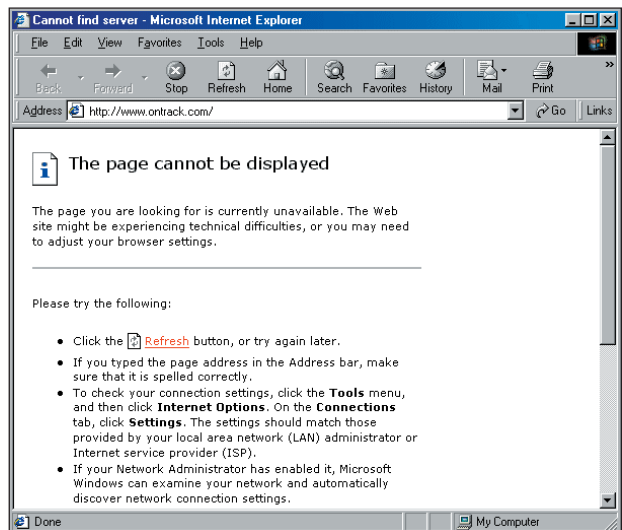 Cannot find server - Microsoft Internet Explorer
File Edit View Favorites Tools Help
Back Forward Stop Refresh Home Search Favorites History Mail Print »
Address http://www.ontrack.com/ Go Links
The page cannot be displayed
The page you are looking for is currently unavailable. The Web
site might be experiencing technical difficulties, or you may need
to adjust your browser settings.
Please try the following:
• Click the Refresh button, or try again later.
• If you typed the page address in the Address bar, make
sure that it is spelled correctly.
• To check your connection settings, click the Tools menu,
and then click Internet Options. On the Connections
tab, click Settings. The settings should match those
provided by your local area network (LAN) administrator or
Internet service provider (ISP).
• If your Network Administrator has enabled it, Microsoft
Windows can examine your network and automatically
discover network connection settings.
Done My Computer